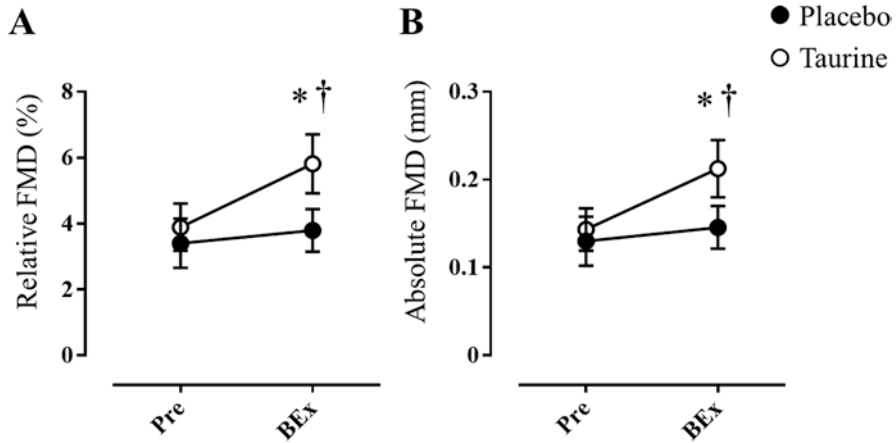 A
B
Placebo
Taurine
Relative FMD (%)
8
6
4
2
0
* †
Pre
BEx
Absolute FMD (mm)
0.3
0.2
0.1
0
* †
Pre
BEx